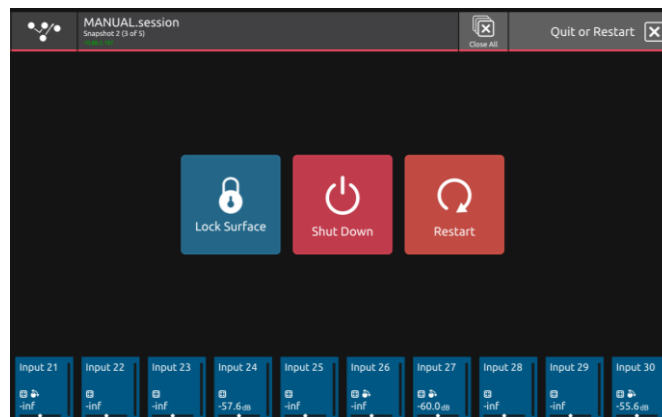 MANUAL.session
Snapshot 2 (3 of 5)
Close All
Quit or Restart
Lock Surface
Shut Down
Restart
Input 21
Input 22
Input 23
Input 24
Input 25
Input 26
Input 27
Input 28
Input 29
Input 30
-inf
-inf
-inf
-57.6dB
-inf
-inf
-60.0dB
-inf
-inf
-55.6dB